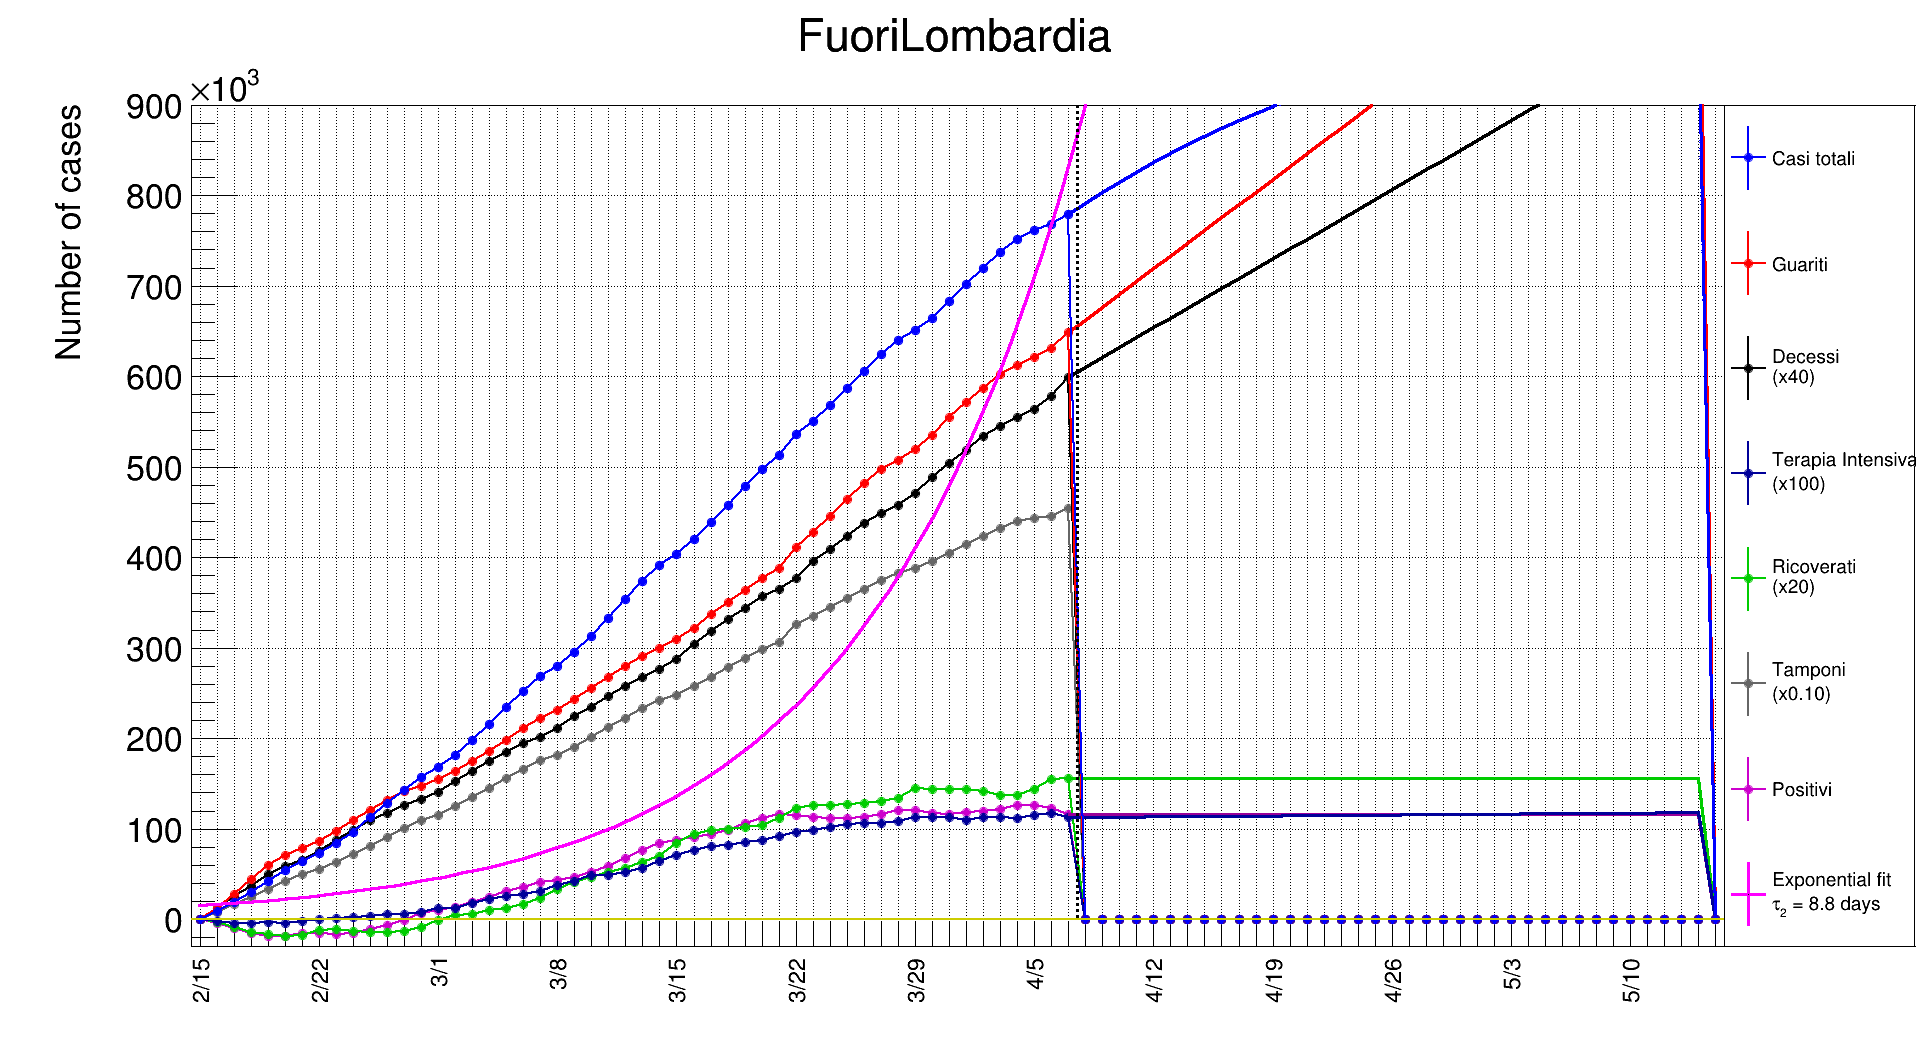 FuoriLombardia
×10³
Number of cases
900
800
700
600
500
400
300
200
100
0
2/15
2/22
3/1
3/8
3/15
3/22
3/29
4/5
4/12
4/19
4/26
5/3
5/10
Casi totali
Guariti
Decessi
(x40)
Terapia Intensiva
(x100)
Ricoverati
(x20)
Tamponi
(x0.10)
Positivi
Exponential fit
τ₂ = 8.8 days